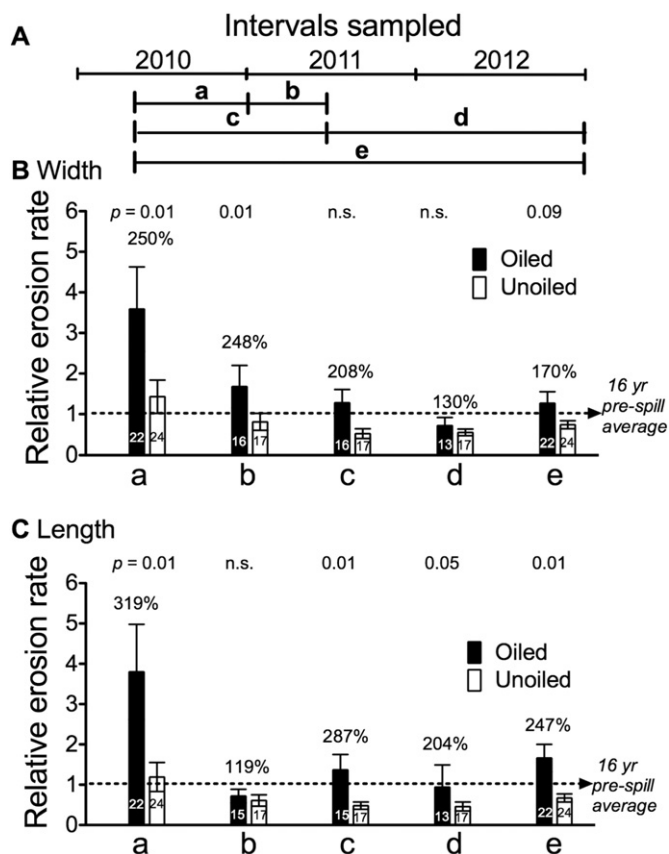 A
Intervals sampled
2010 2011 2012
a b
c d
e
B Width
p = 0.01 0.01 n.s. n.s. 0.09
250%
248%
208%
130%
170%
Oiled
Unoiled
Relative erosion rate
6
5
4
3
2
1
0
16 yr
pre-spill
average
22 24 16 17 16 17 13 17 22 24
a b c d e
C Length
p = 0.01 n.s. 0.01 0.05 0.01
319%
119%
287%
204%
247%
Oiled
Unoiled
Relative erosion rate
6
5
4
3
2
1
0
16 yr
pre-spill
average
22 24 15 17 15 17 13 17 22 24
a b c d e